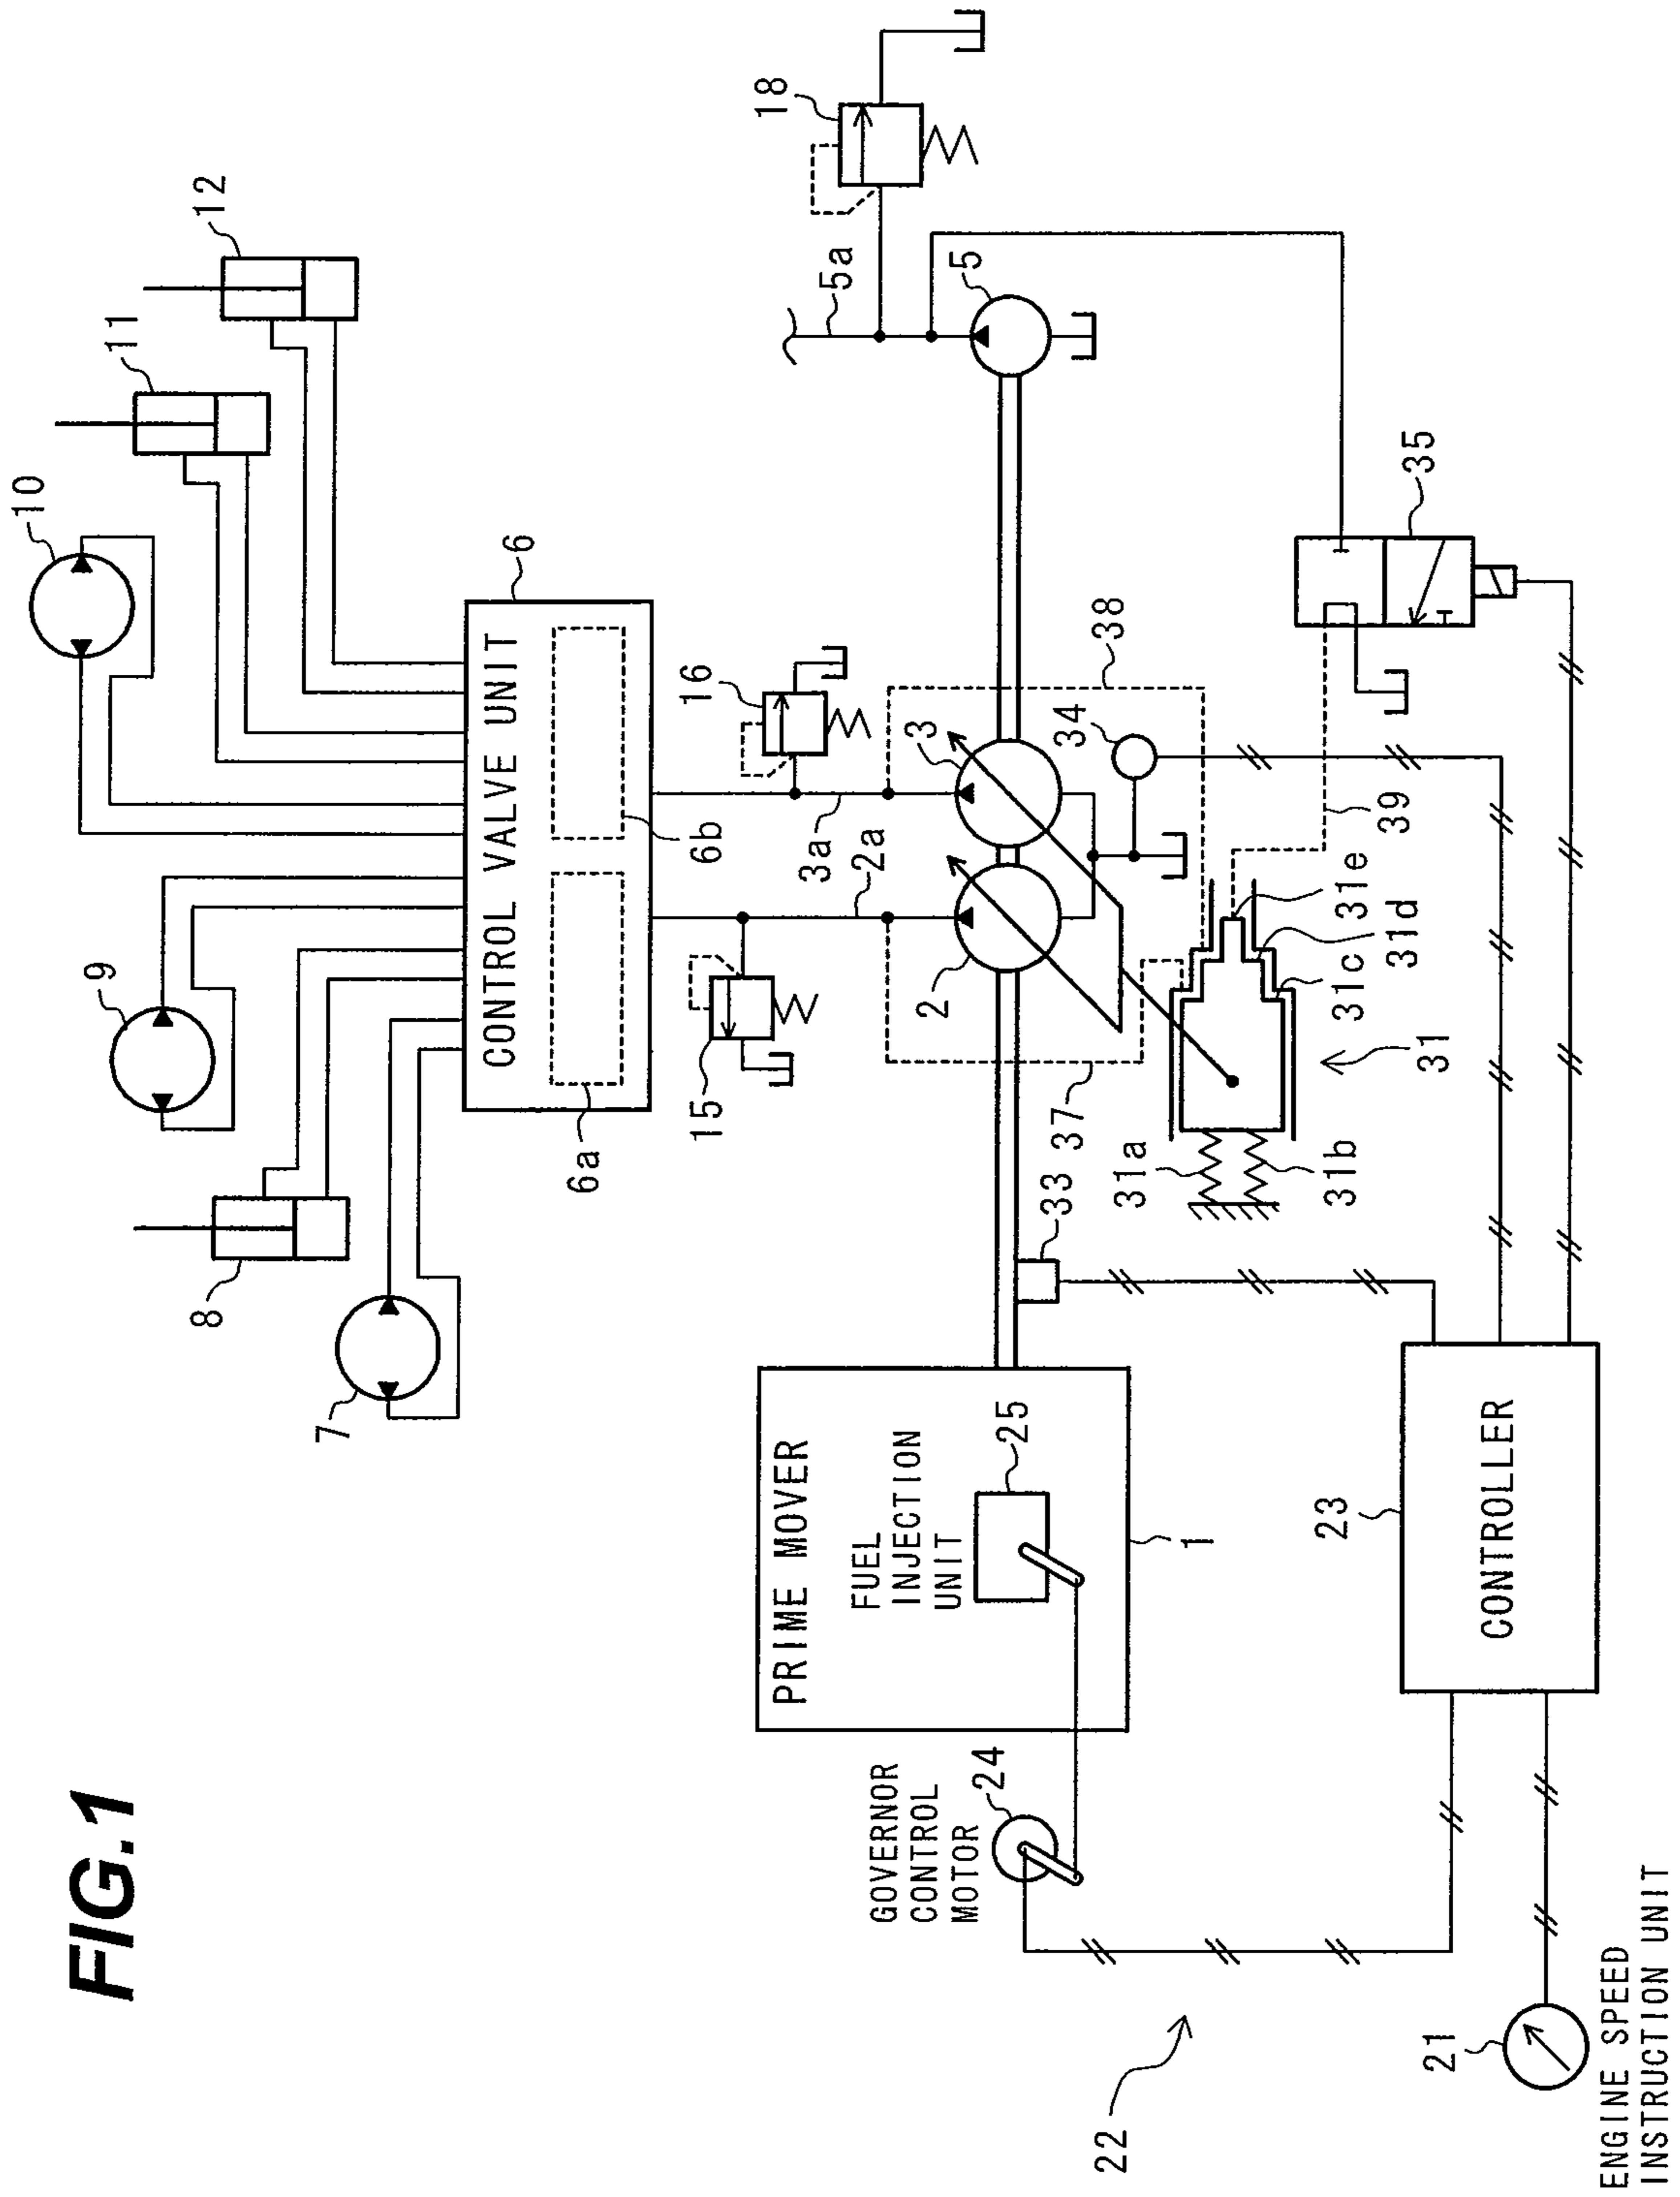 FIG.1
10
11
12
9
8
7
6
CONTROL VALVE UNIT
6a
6b
18
5a
5
16
15
3a
2a
3
2
38
34
35
37
39
33
31a
31b
31c
31d
31e
31
PRIME MOVER
FUEL
INJECTION
UNIT
25
1
GOVERNOR
CONTROL
MOTOR
24
23
CONTROLLER
22
21
ENGINE SPEED
INSTRUCTION UNIT